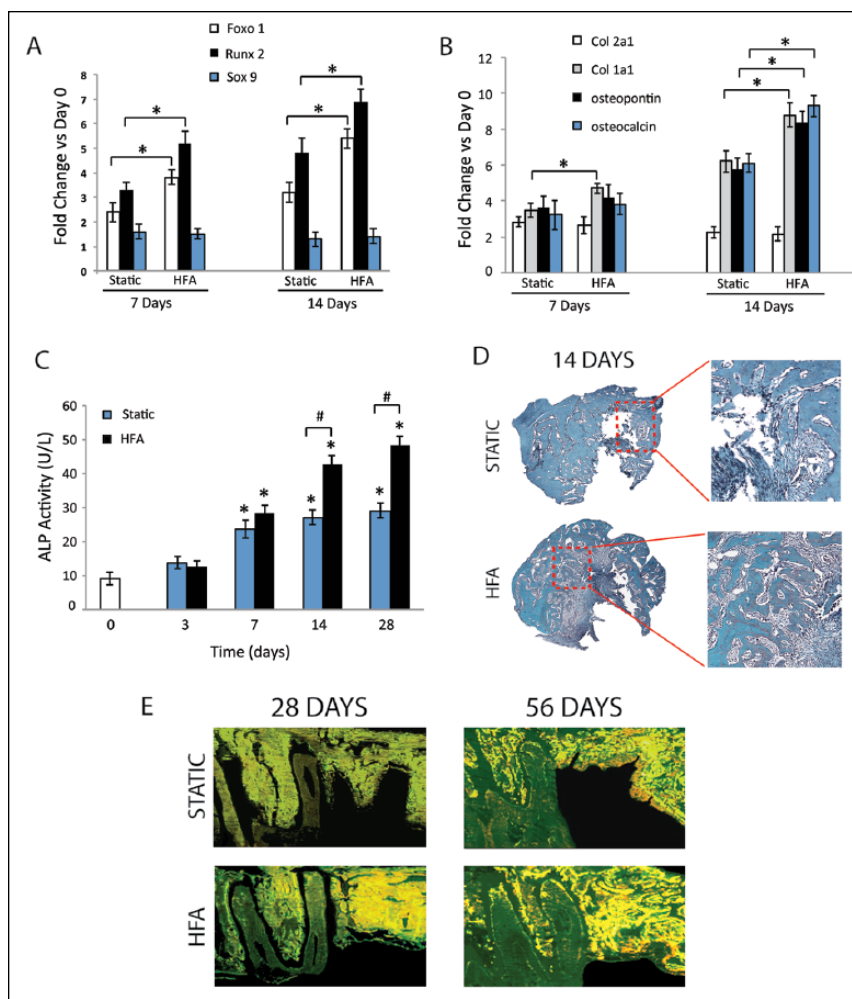 A
Foxo 1
Runx 2
Sox 9
Fold Change vs Day 0
8
7
6
5
4
3
2
1
0
*
*
*
*
Static HFA Static HFA
7 Days 14 Days
B
Col 2a1
Col 1a1
osteopontin
osteocalcin
Fold Change vs Day 0
12
10
8
6
4
2
0
*
*
*
*
Static HFA Static HFA
7 Days 14 Days
C
Static
HFA
ALP Activity (U/L)
60
50
40
30
20
10
0
# #
* * * * * *
0 3 7 14 28
Time (days)
D
14 DAYS
STATIC
HFA
E
28 DAYS 56 DAYS
STATIC
HFA